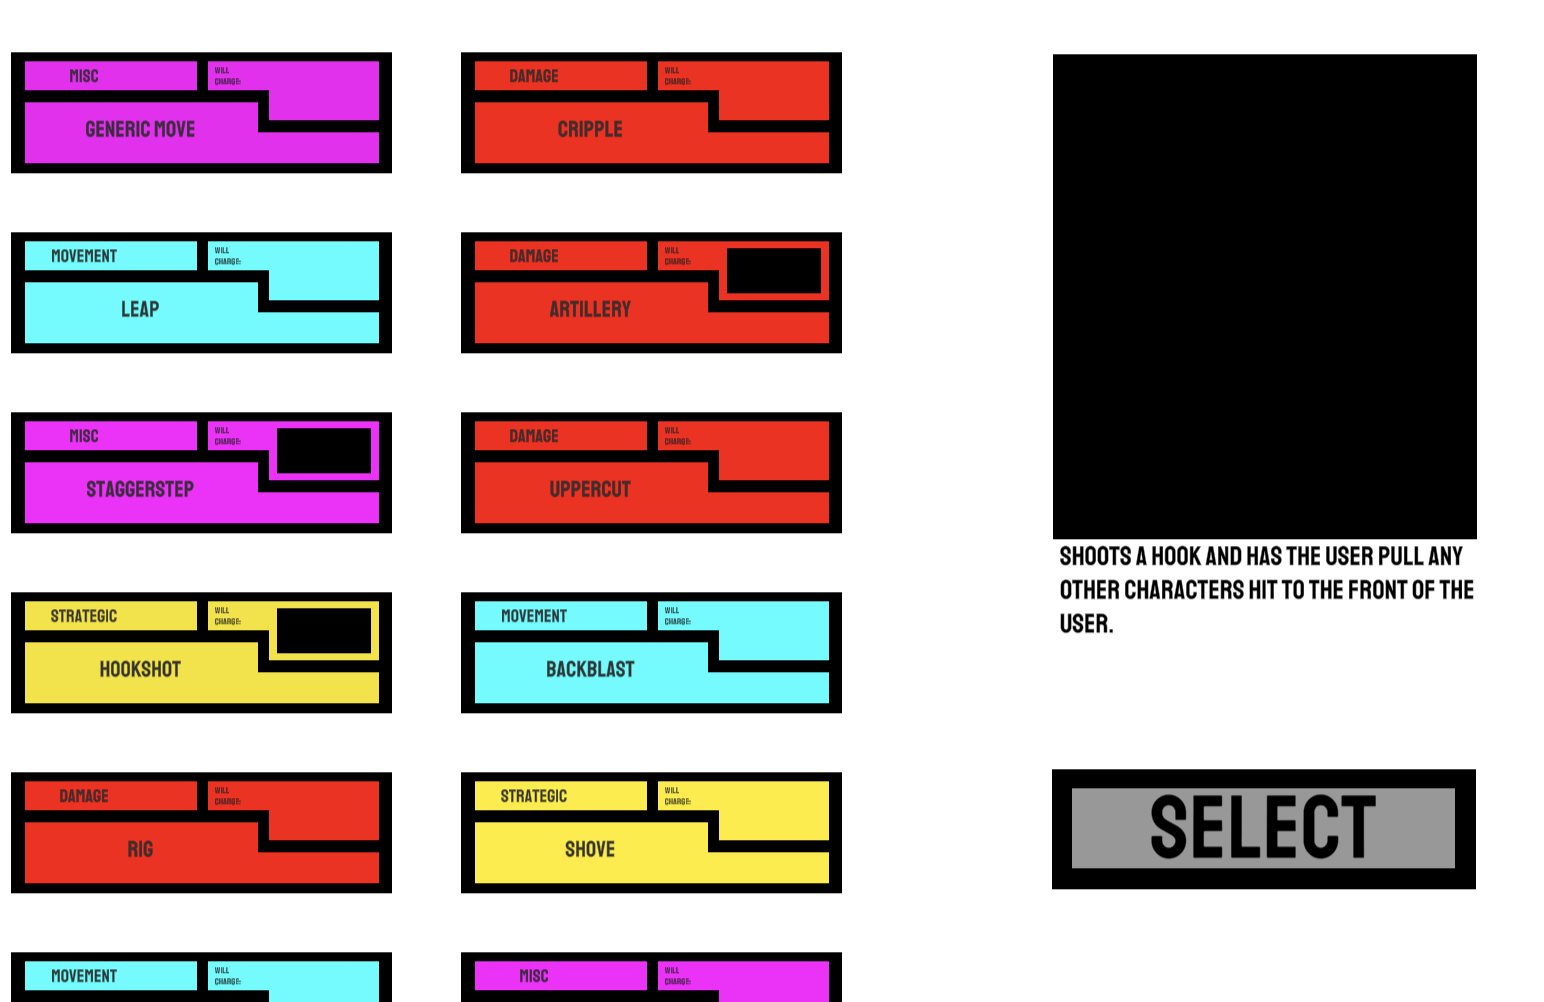 MISC
WILL
CHARGE:
GENERIC MOVE
DAMAGE
WILL
CHARGE:
CRIPPLE
MOVEMENT
WILL
CHARGE:
LEAP
DAMAGE
WILL
CHARGE:
ARTILLERY
MISC
WILL
CHARGE:
STAGGERSTEP
DAMAGE
WILL
CHARGE:
UPPERCUT
STRATEGIC
WILL
CHARGE:
HOOKSHOT
MOVEMENT
WILL
CHARGE:
BACKBLAST
DAMAGE
WILL
CHARGE:
RIG
STRATEGIC
WILL
CHARGE:
SHOVE
MOVEMENT
WILL
CHARGE:
MISC
WILL
CHARGE:
SHOOTS A HOOK AND HAS THE USER PULL ANY
OTHER CHARACTERS HIT TO THE FRONT OF THE
USER.
SELECT